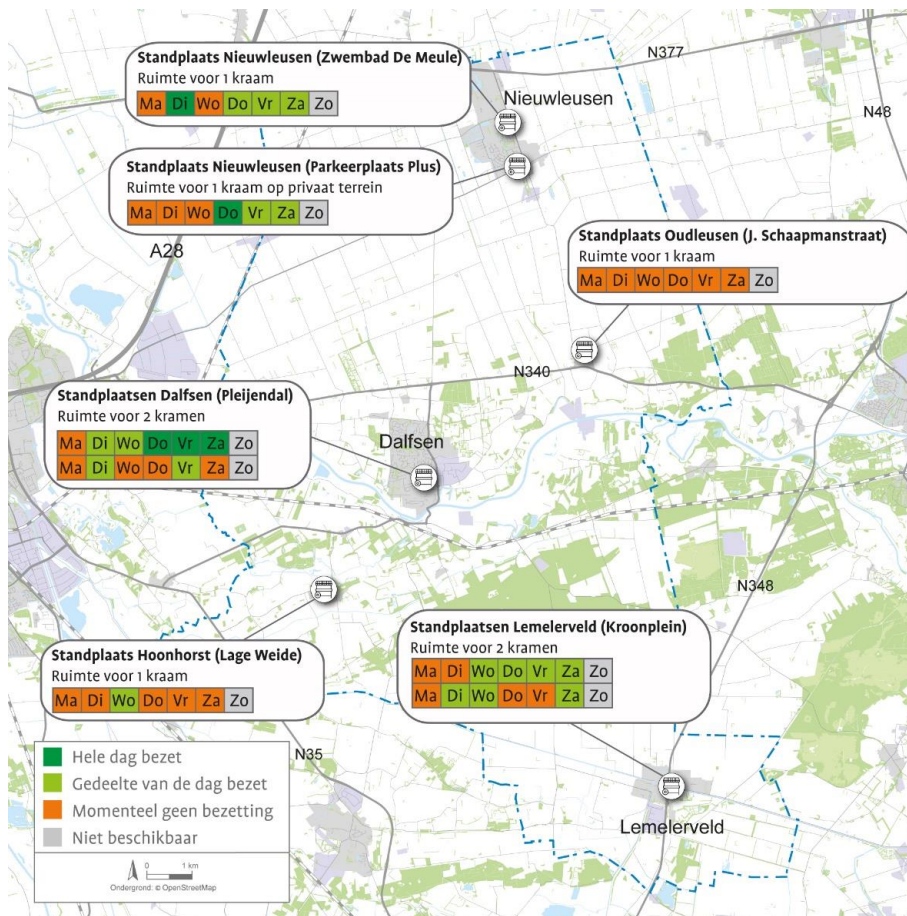 N377
Standplaats Nieuwleusen (Zwembad De Meule)
Ruimte voor 1 kraam
Ma Di Wo Do Vr Za Zo
Nieuwleusen
N48
Standplaats Nieuwleusen (Parkeerplaats Plus)
Ruimte voor 1 kraam op privaat terrein
Ma Di Wo Do Vr Za Zo
A28
Standplaats Oudleusen (J. Schaapmanstraat)
Ruimte voor 1 kraam
Ma Di Wo Do Vr Za Zo
N340
Standplaatsen Dalfsen (Pleijendal)
Ruimte voor 2 kramen
Ma Di Wo Do Vr Za Zo
Ma Di Wo Do Vr Za Zo
Dalfsen
N348
Standplaats Hoonhorst (Lage Weide)
Ruimte voor 1 kraam
Ma Di Wo Do Vr Za Zo
Standplaatsen Lemelerveld (Kroonplein)
Ruimte voor 2 kramen
Ma Di Wo Do Vr Za Zo
Ma Di Wo Do Vr Za Zo
N35
Lemelerveld
Hele dag bezet
Gedeelte van de dag bezet
Momenteel geen bezetting
Niet beschikbaar
N 0 1 km
Ondergrond: © OpenStreetMap